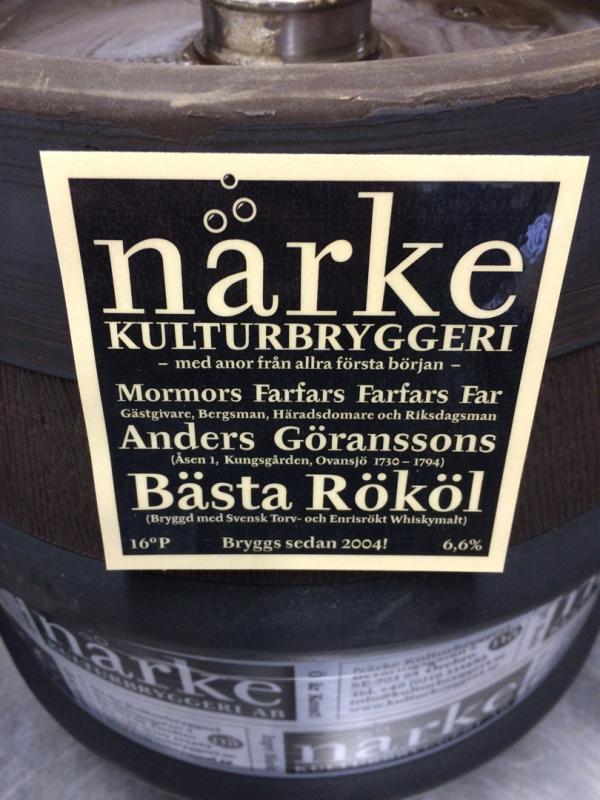 närke
KULTURBRYGGERI
– med anor från allra första början –
Mormors Farfars Farfars Far
Gästgivare, Bergsman, Häradsdomare och Riksdagsman
Anders Göranssons
(Åsen 1, Kungsgården, Ovansjö 1730 – 1794)
Bästa Rököl
(Bryggd med Svensk Torv- och Enrisrökt Whiskymalt)
16ºP Bryggs sedan 2004! 6,6%
närke
KULTURBRYGGERI AB
närke